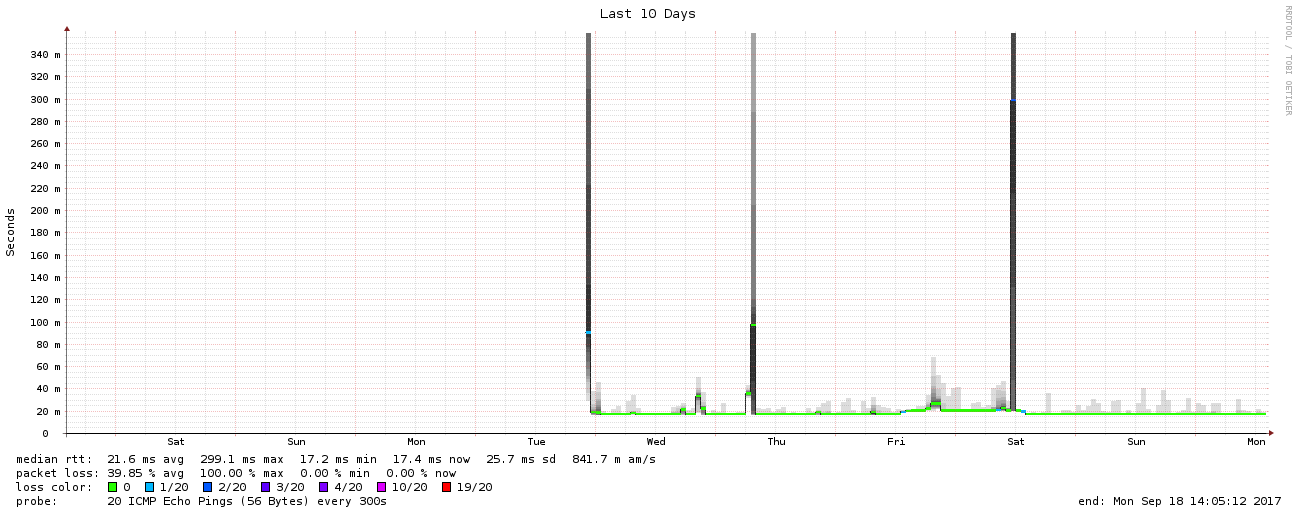 Last 10 Days
RRDTOOL / TOBI OETIKER
Seconds
340 m
320 m
300 m
280 m
260 m
240 m
220 m
200 m
180 m
160 m
140 m
120 m
100 m
80 m
60 m
40 m
20 m
0
Sat Sun Mon Tue Wed Thu Fri Sat Sun Mon
median rtt: 21.6 ms avg 299.1 ms max 17.2 ms min 17.4 ms now 25.7 ms sd 841.7 m am/s
packet loss: 39.85 % avg 100.00 % max 0.00 % min 0.00 % now
loss color: 0 1/20 2/20 3/20 4/20 10/20 19/20
probe: 20 ICMP Echo Pings (56 Bytes) every 300s end: Mon Sep 18 14:05:12 2017